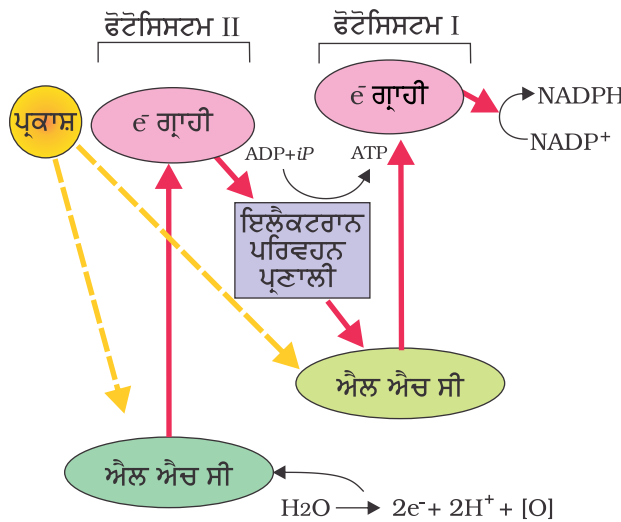 ਫੋਟੋਸਿਸਟਮ II
ਫੋਟੋਸਿਸਟਮ I
ਪ੍ਰਕਾਸ਼
e⁻ ਗ੍ਰਾਹੀ
e⁻ ਗ੍ਰਾਹੀ
NADPH
NADP⁺
ADP+iP
ATP
ਇਲੈਕਟਰਾਨ
ਪਰਿਵਹਨ
ਪ੍ਰਣਾਲੀ
ਐਲ ਐਚ ਸੀ
ਐਲ ਐਚ ਸੀ
H2O → 2e⁻+ 2H⁺ + [O]